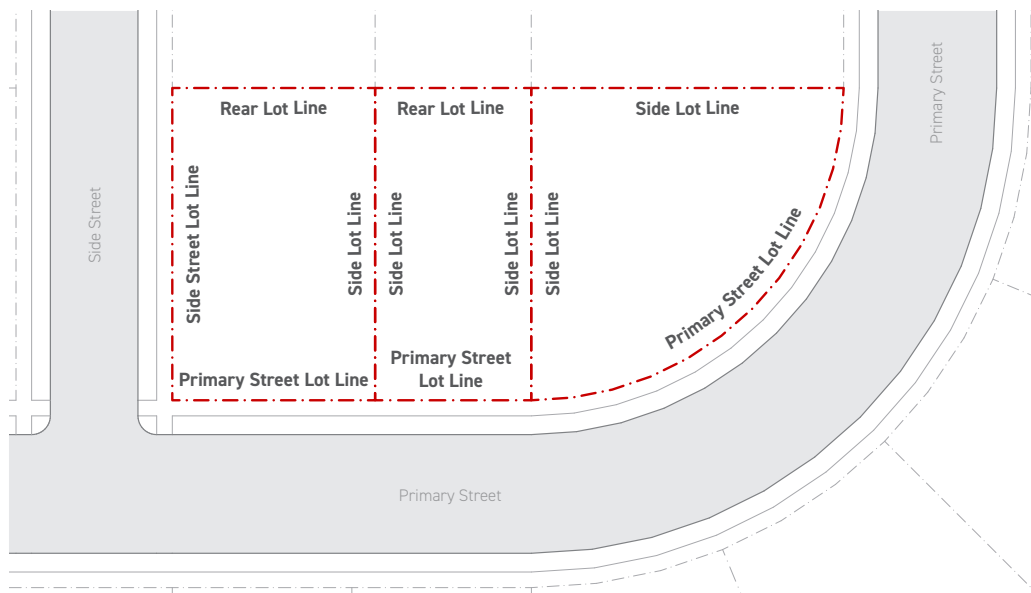 Primary Street
Rear Lot Line
Rear Lot Line
Side Lot Line
Side Street
Side Street Lot Line
Side Lot Line
Side Lot Line
Side Lot Line
Side Lot Line
Primary Street Lot Line
Primary Street Lot Line
Primary Street
Lot Line
Primary Street